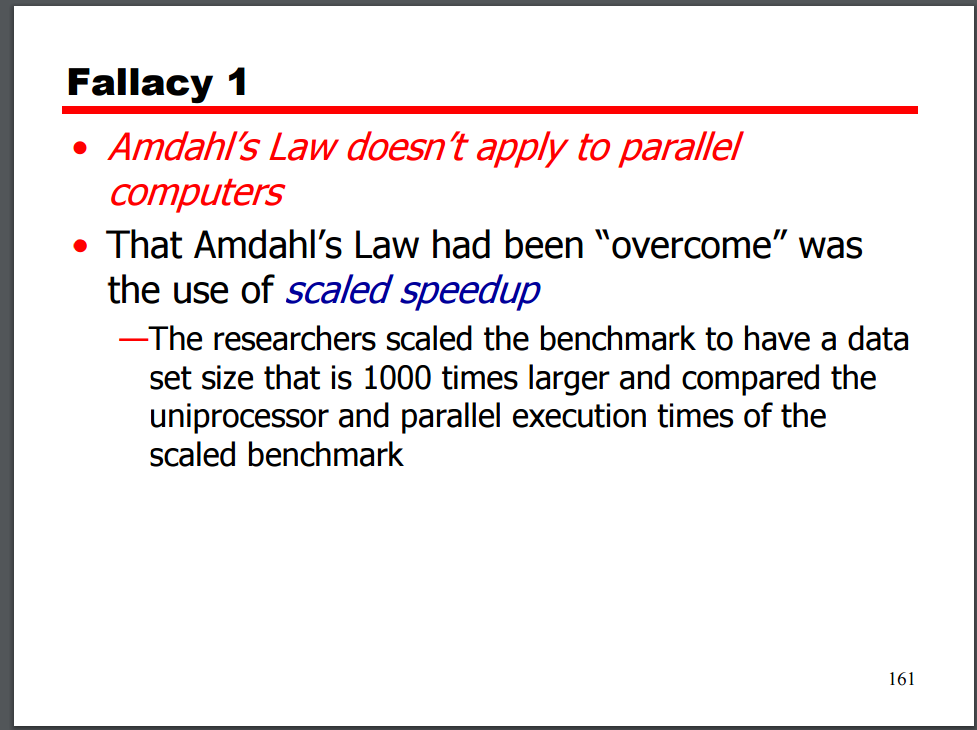 Fallacy 1
• Amdahl’s Law doesn’t apply to parallel
computers
• That Amdahl’s Law had been “overcome” was
the use of scaled speedup
—The researchers scaled the benchmark to have a data
set size that is 1000 times larger and compared the
uniprocessor and parallel execution times of the
scaled benchmark
161